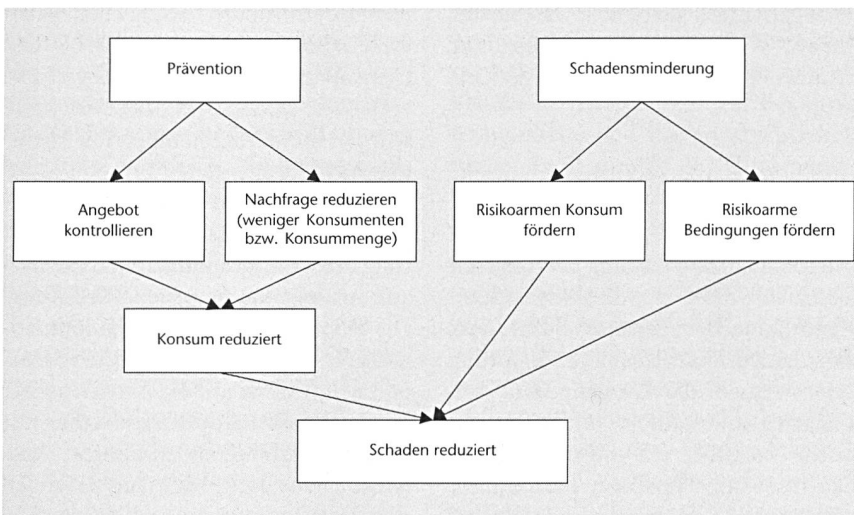 Prävention
Schadensminderung
Angebot
kontrollieren
Nachfrage reduzieren
(weniger Konsumenten
bzw. Konsummenge)
Risikoarmen Konsum
fördern
Risikoarme
Bedingungen fördern
Konsum reduziert
Schaden reduziert